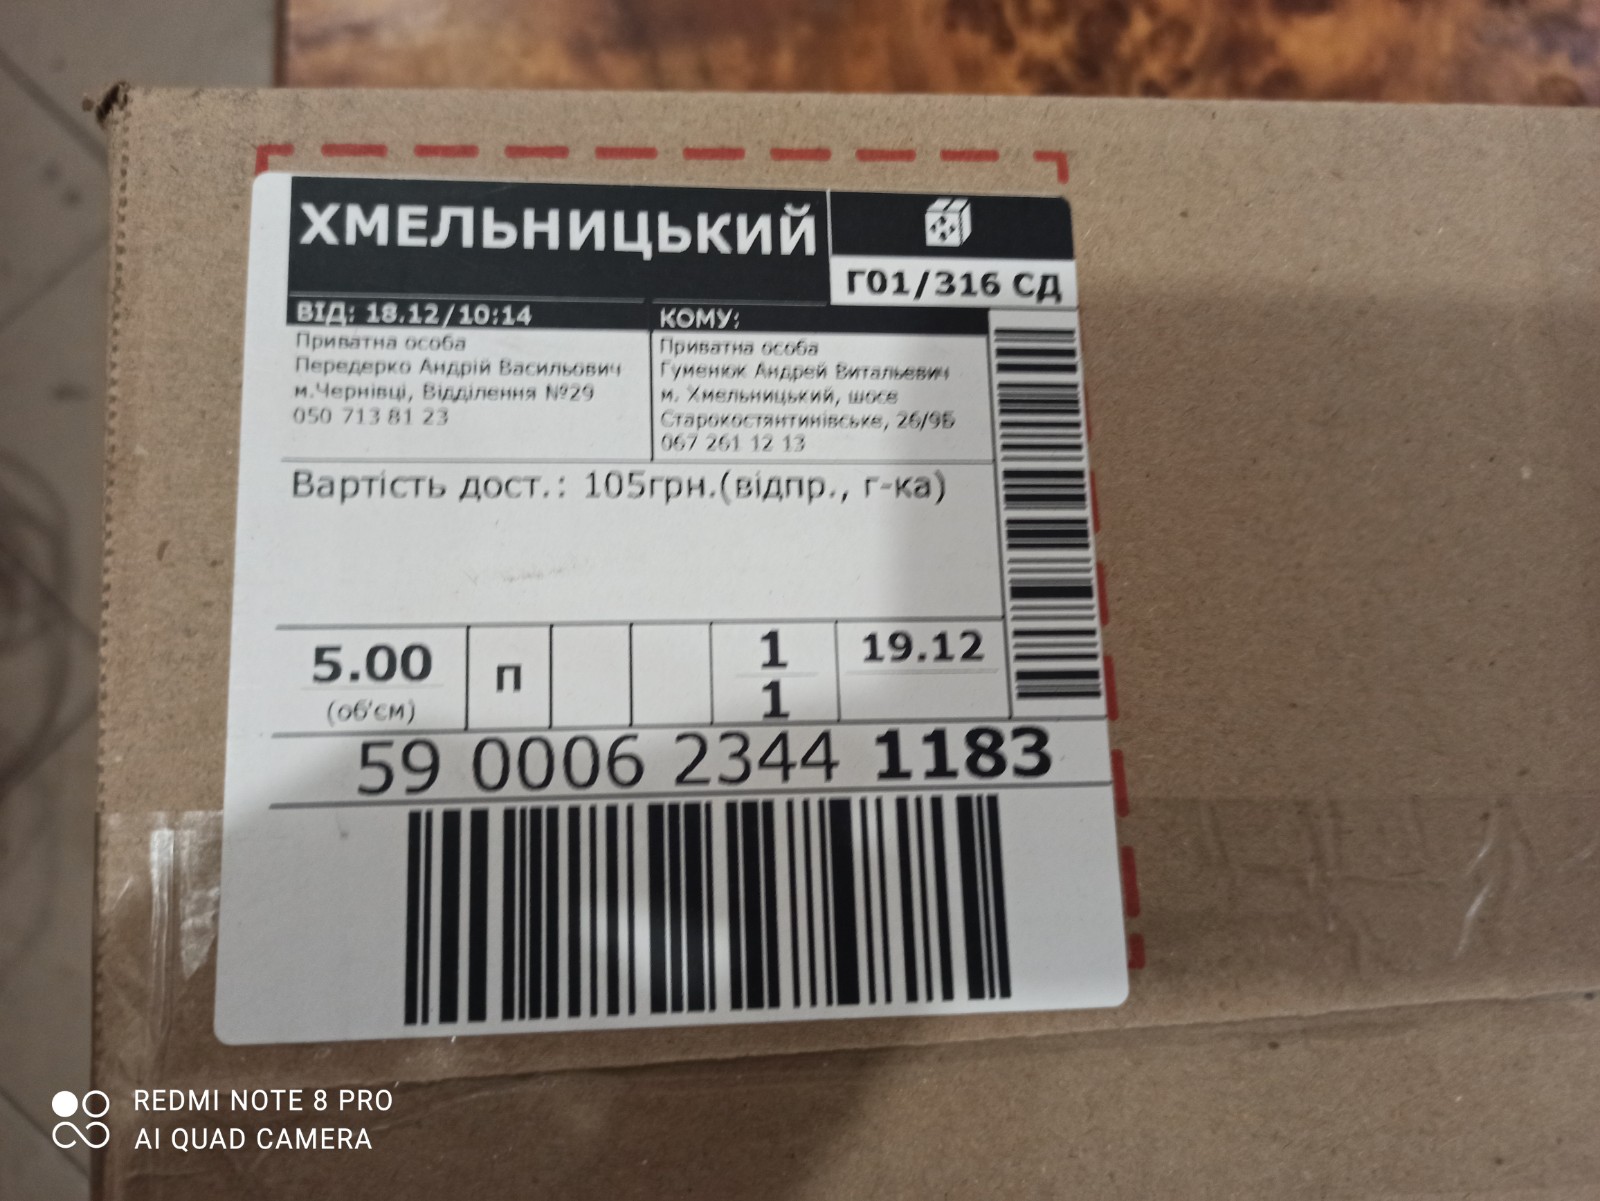 ХМЕЛЬНИЦЬКИЙ
Г01/316 СД
ВІД: 18.12/10:14
Приватна особа
Передерко Андрій Васильович
м.Чернівці, Відділення №29
050 713 81 23
КОМУ:
Приватна особа
Гуменюк Андрей Витальевич
м. Хмельницький, шосе
Старокостянтинівське, 26/9Б
067 261 12 13
Вартість дост.: 105грн.(відпр., г-ка)
5.00
(об'єм)
п
1
1
19.12
59 0006 2344 1183
REDMI NOTE 8 PRO
AI QUAD CAMERA